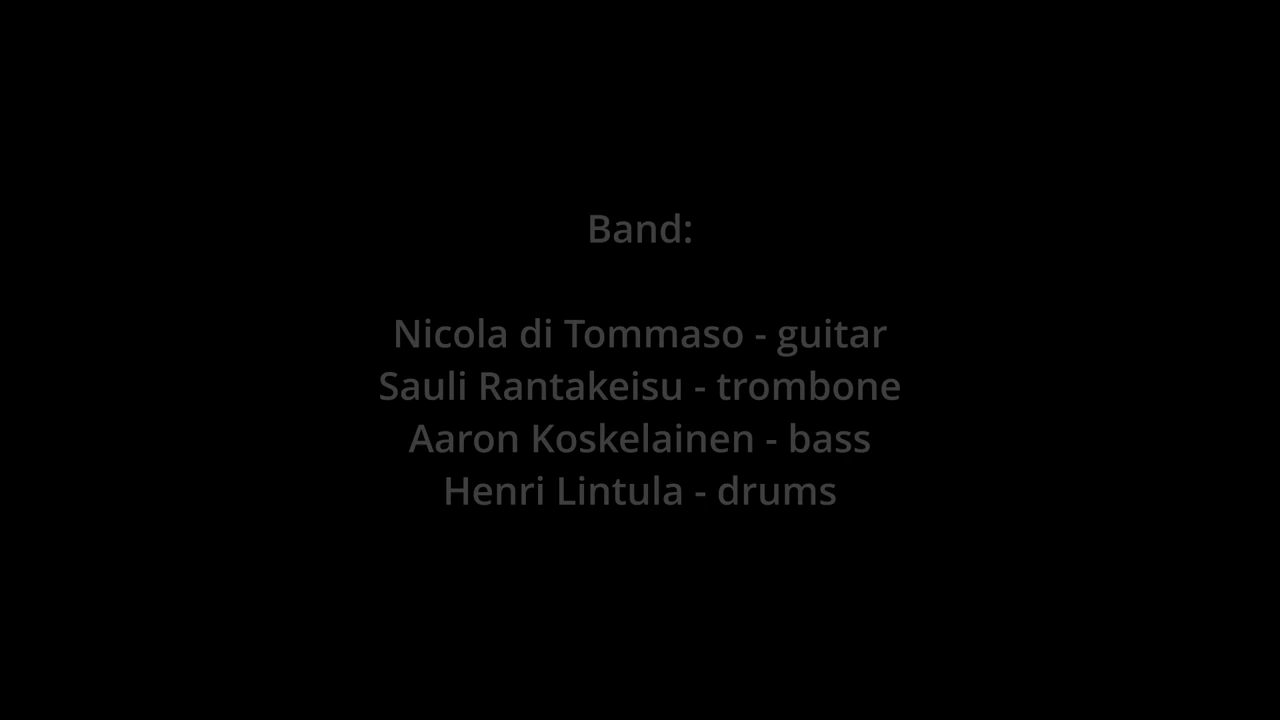 Band:
Nicola di Tommaso - guitar
Sauli Rantakeisu - trombone
Aaron Koskelainen - bass
Henri Lintula - drums